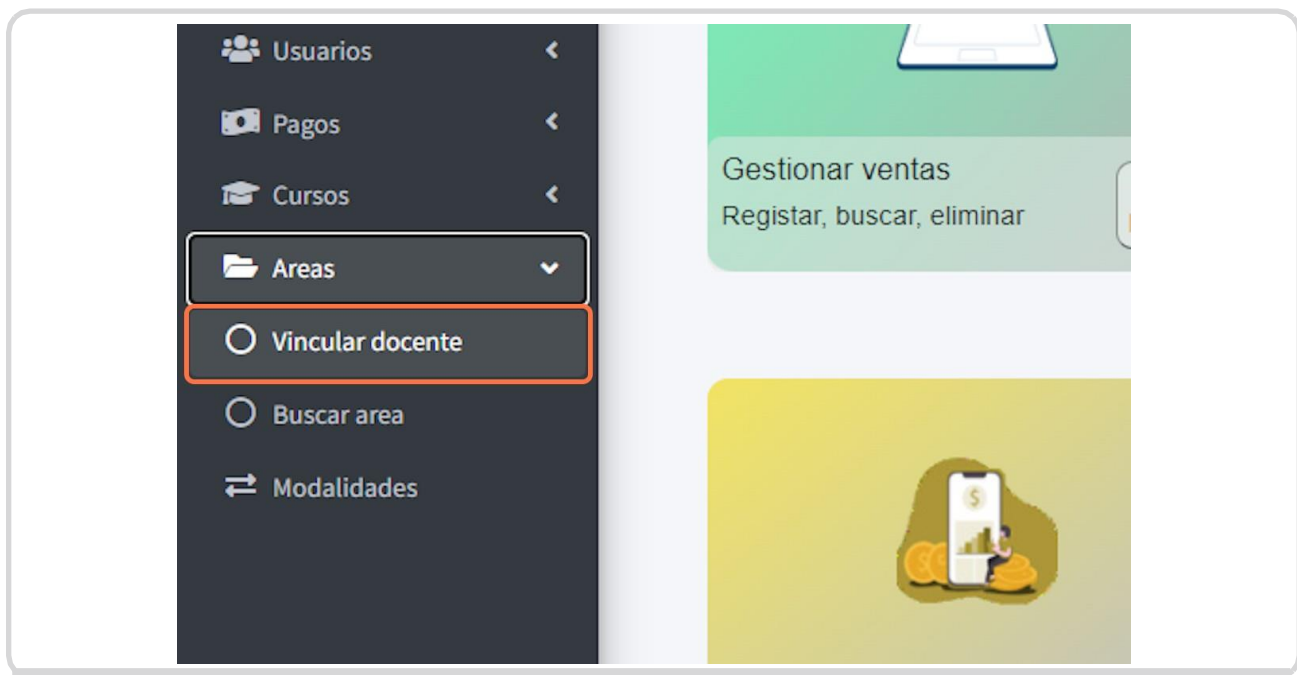 Usuarios
Pagos
Cursos
Areas
Vincular docente
Buscar area
Modalidades
Gestionar ventas
Registar, buscar, eliminar
$